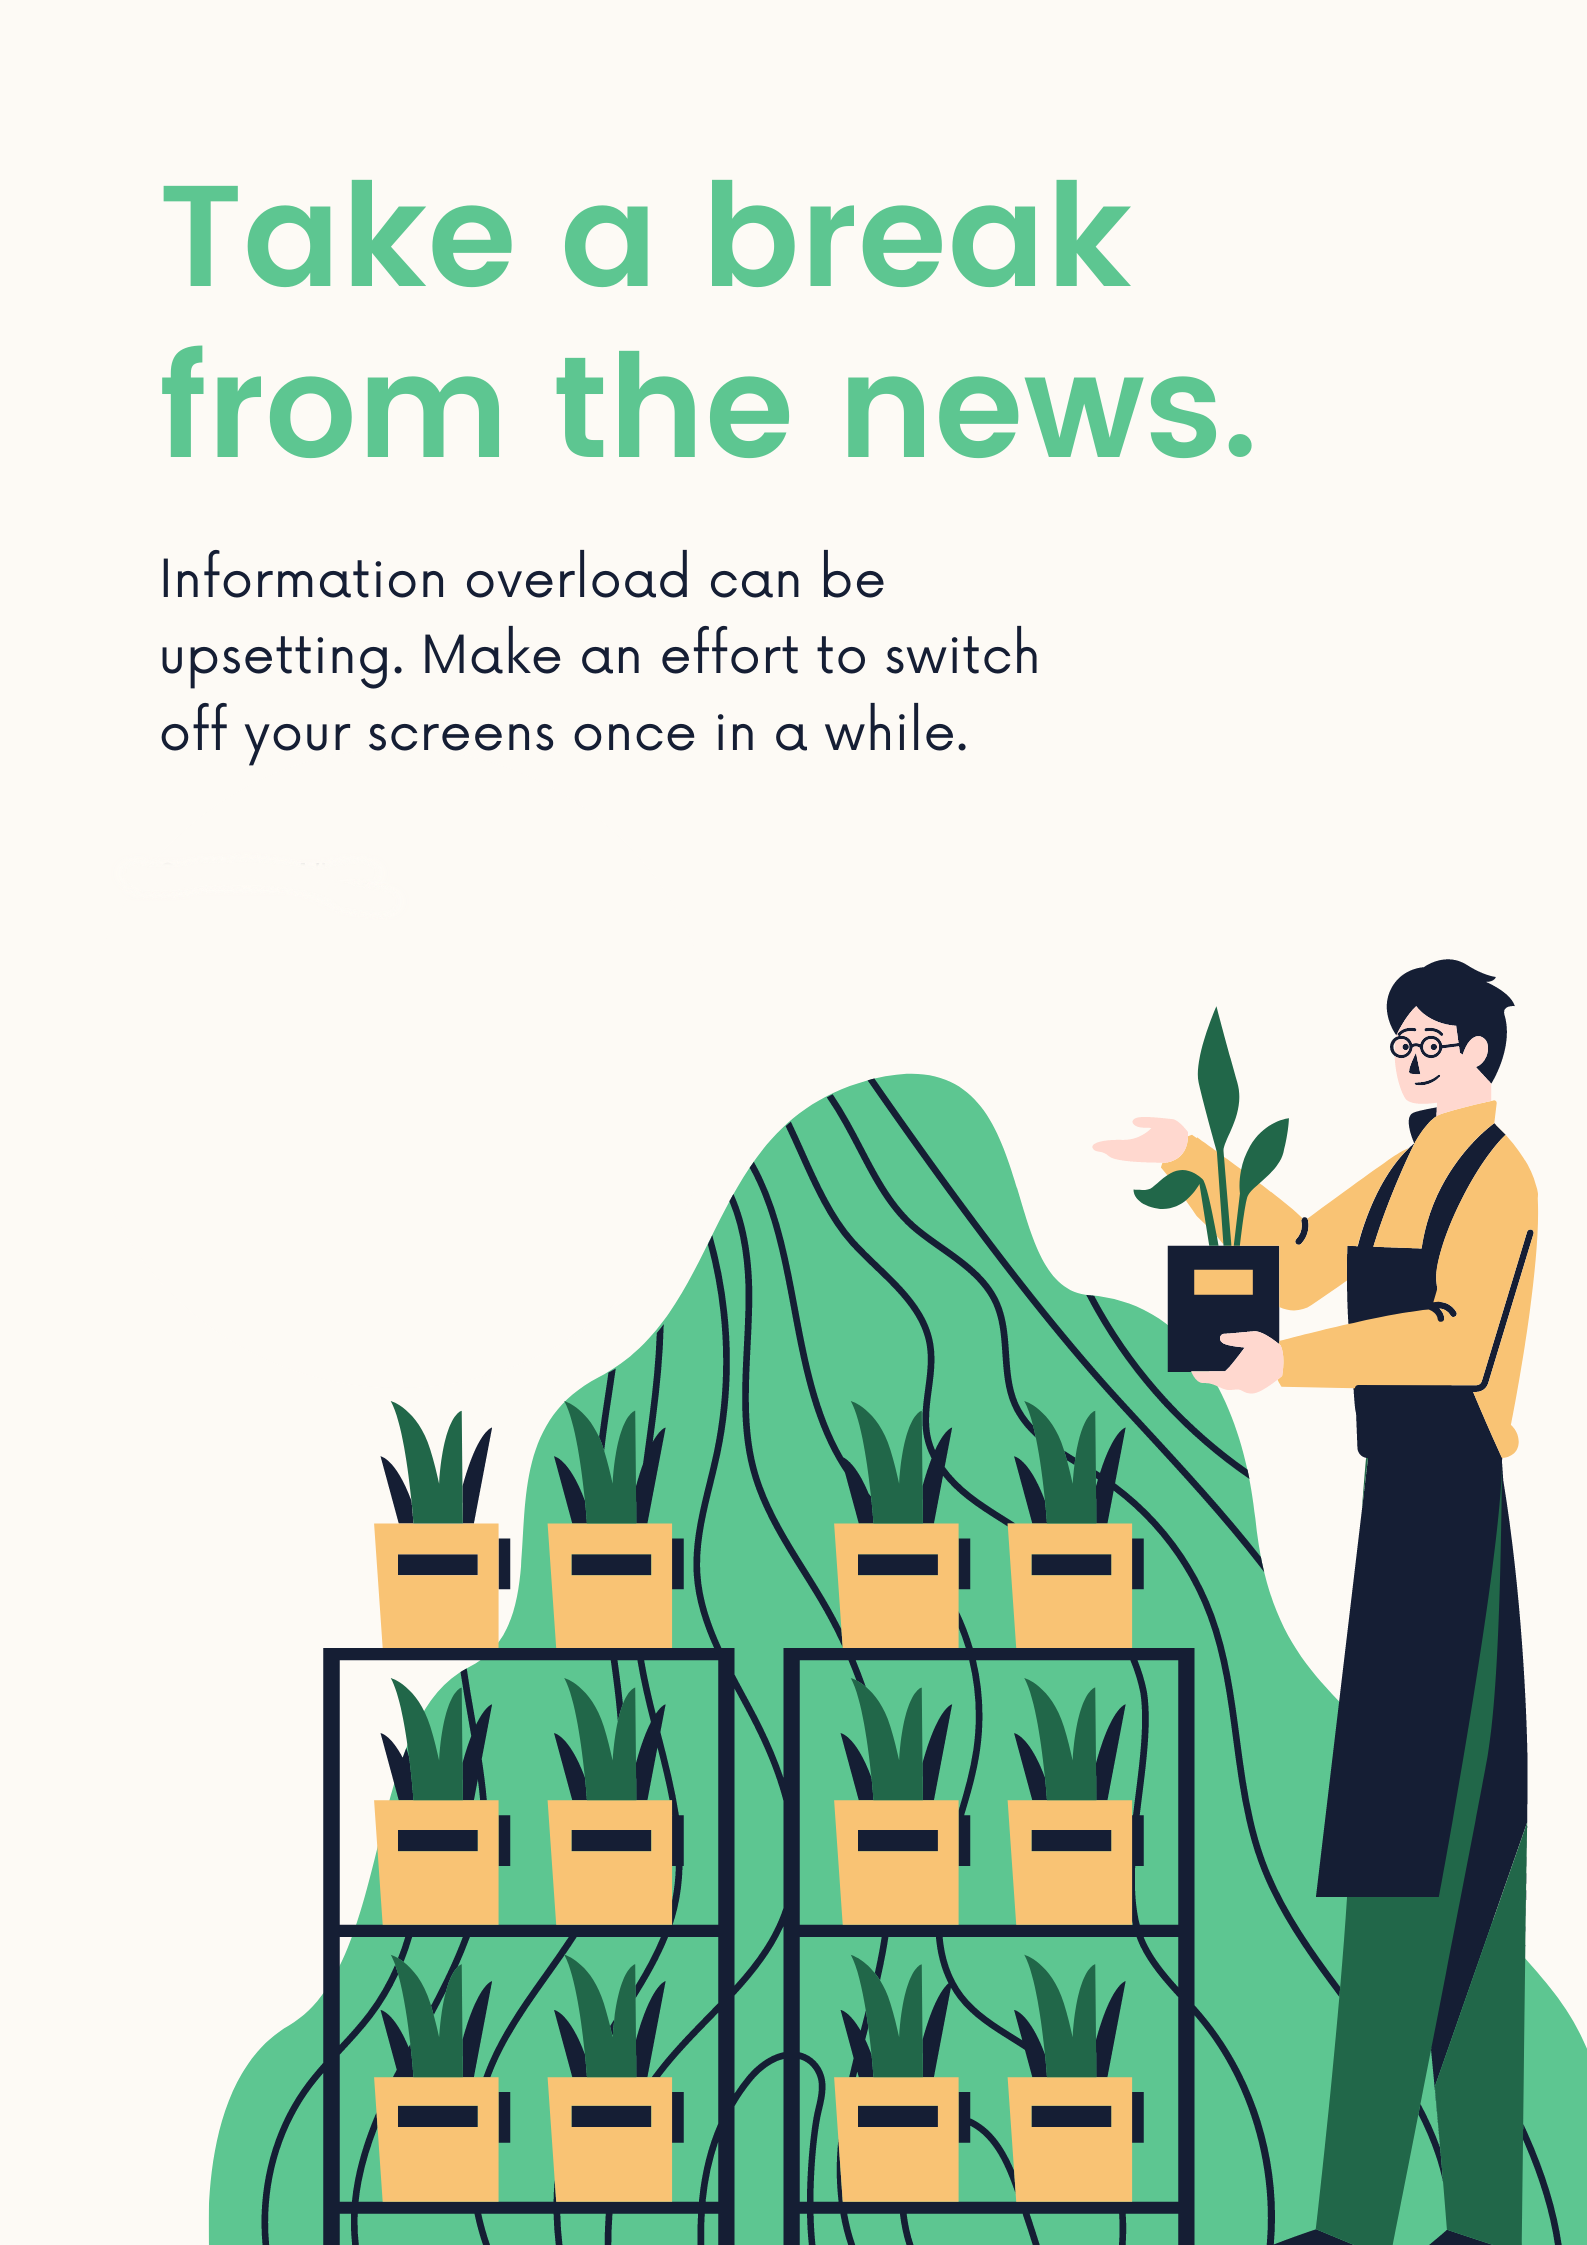 Take a break
from the news.
Information overload can be
upsetting. Make an effort to switch
off your screens once in a while.